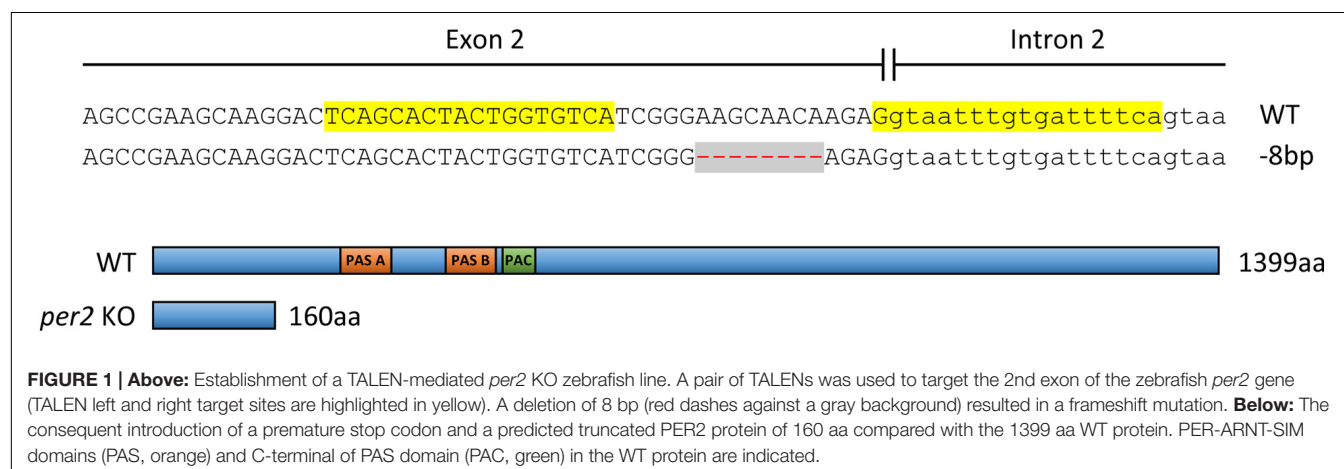 Exon 2 Intron 2
AGCCGAAGCAAGGACTCAGCACTACTGGTGTCATCGGGAAGCAACAAGAGgtaatttgtgattttcagtaa WT
AGCCGAAGCAAGGACTCAGCACTACTGGTGTCATCGGG--------AGAGgtaatttgtgattttcagtaa -8bp
WT PAS A PAS B PAC 1399aa
per2 KO 160aa
FIGURE 1 | Above: Establishment of a TALEN-mediated per2 KO zebrafish line. A pair of TALENs was used to target the 2nd exon of the zebrafish per2 gene
(TALEN left and right target sites are highlighted in yellow). A deletion of 8 bp (red dashes against a gray background) resulted in a frameshift mutation. Below: The
consequent introduction of a premature stop codon and a predicted truncated PER2 protein of 160 aa compared with the 1399 aa WT protein. PER-ARNT-SIM
domains (PAS, orange) and C-terminal of PAS domain (PAC, green) in the WT protein are indicated.